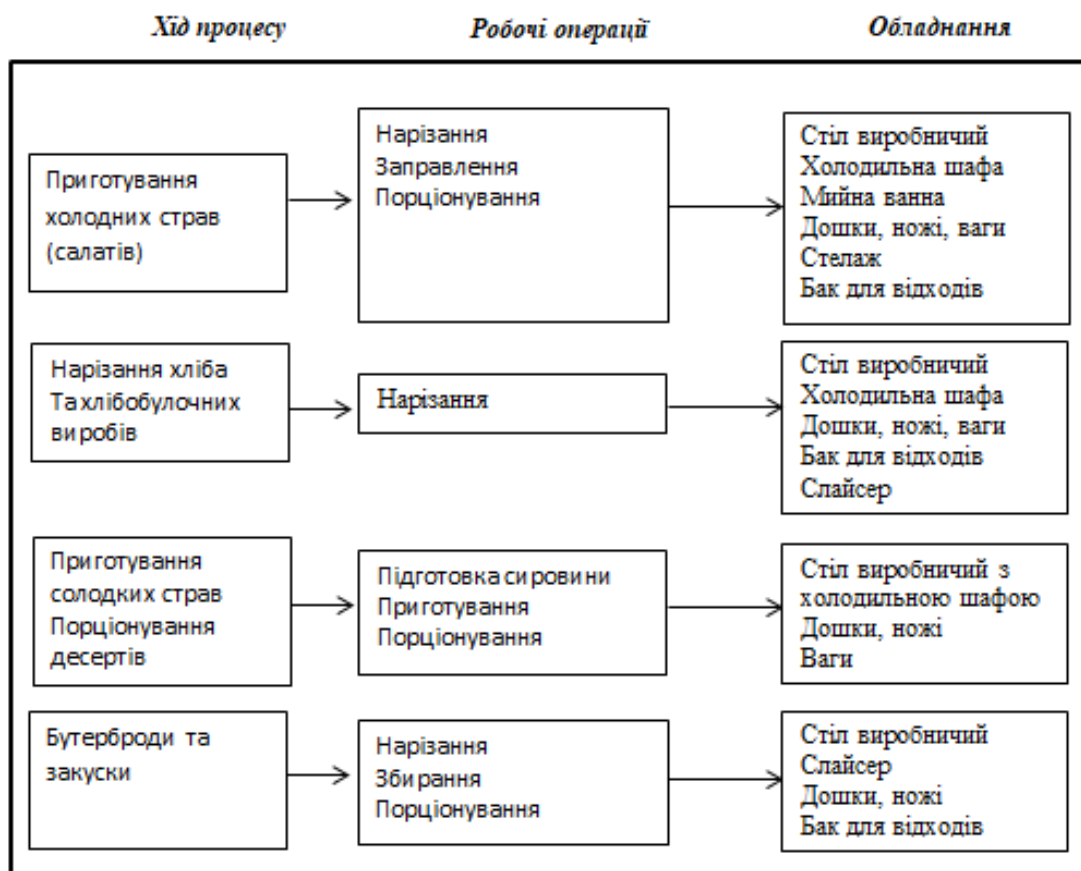 Хід процесу
Робочі операції
Обладнання
Приготування
холодних страв
(салатів)
Нарізання
Заправлення
Порціонування
Стіл виробничий
Холодильна шафа
Мийна ванна
Дошки, ножі, ваги
Стелаж
Бак для відходів
Нарізання хліба
Та хлібобулочних
виробів
Нарізання
Стіл виробничий
Холодильна шафа
Дошки, ножі, ваги
Бак для відходів
Слайсер
Приготування
солодких страв
Порціонування
десертів
Підготовка сировини
Приготування
Порціонування
Стіл виробничий з
холодильною шафою
Дошки, ножі
Ваги
Бутерброди та
закуски
Нарізання
Збирання
Порціонування
Стіл виробничий
Слайсер
Дошки, ножі
Бак для відходів